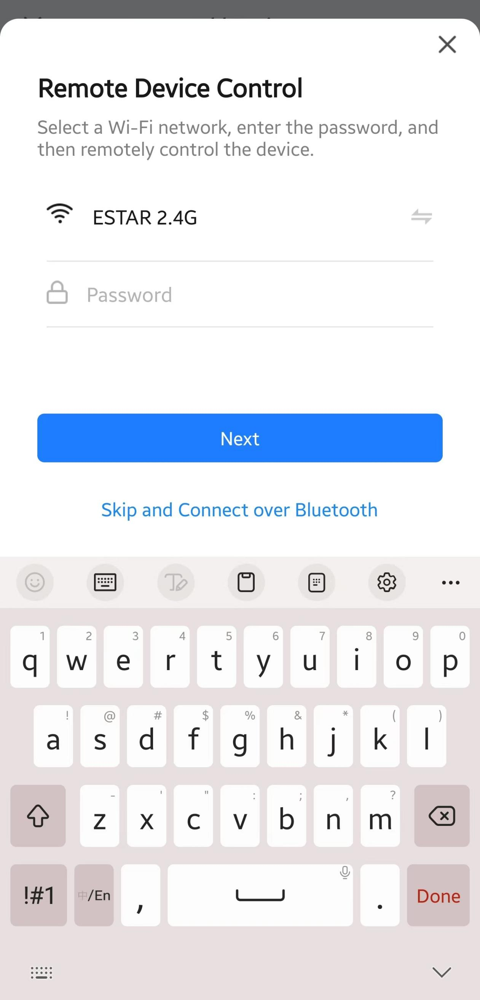 Remote Device Control
Select a Wi-Fi network, enter the password, and
then remotely control the device.
ESTAR 2.4G
Password
Next
Skip and Connect over Bluetooth
1 2 3 4 5 6 7 8 9 0
q w e r t y u i o p
! @ # $ % & * ( )
a s d f g h j k l
- ' " : ; , ?
z x c v b n m
!#1 中/En , . Done